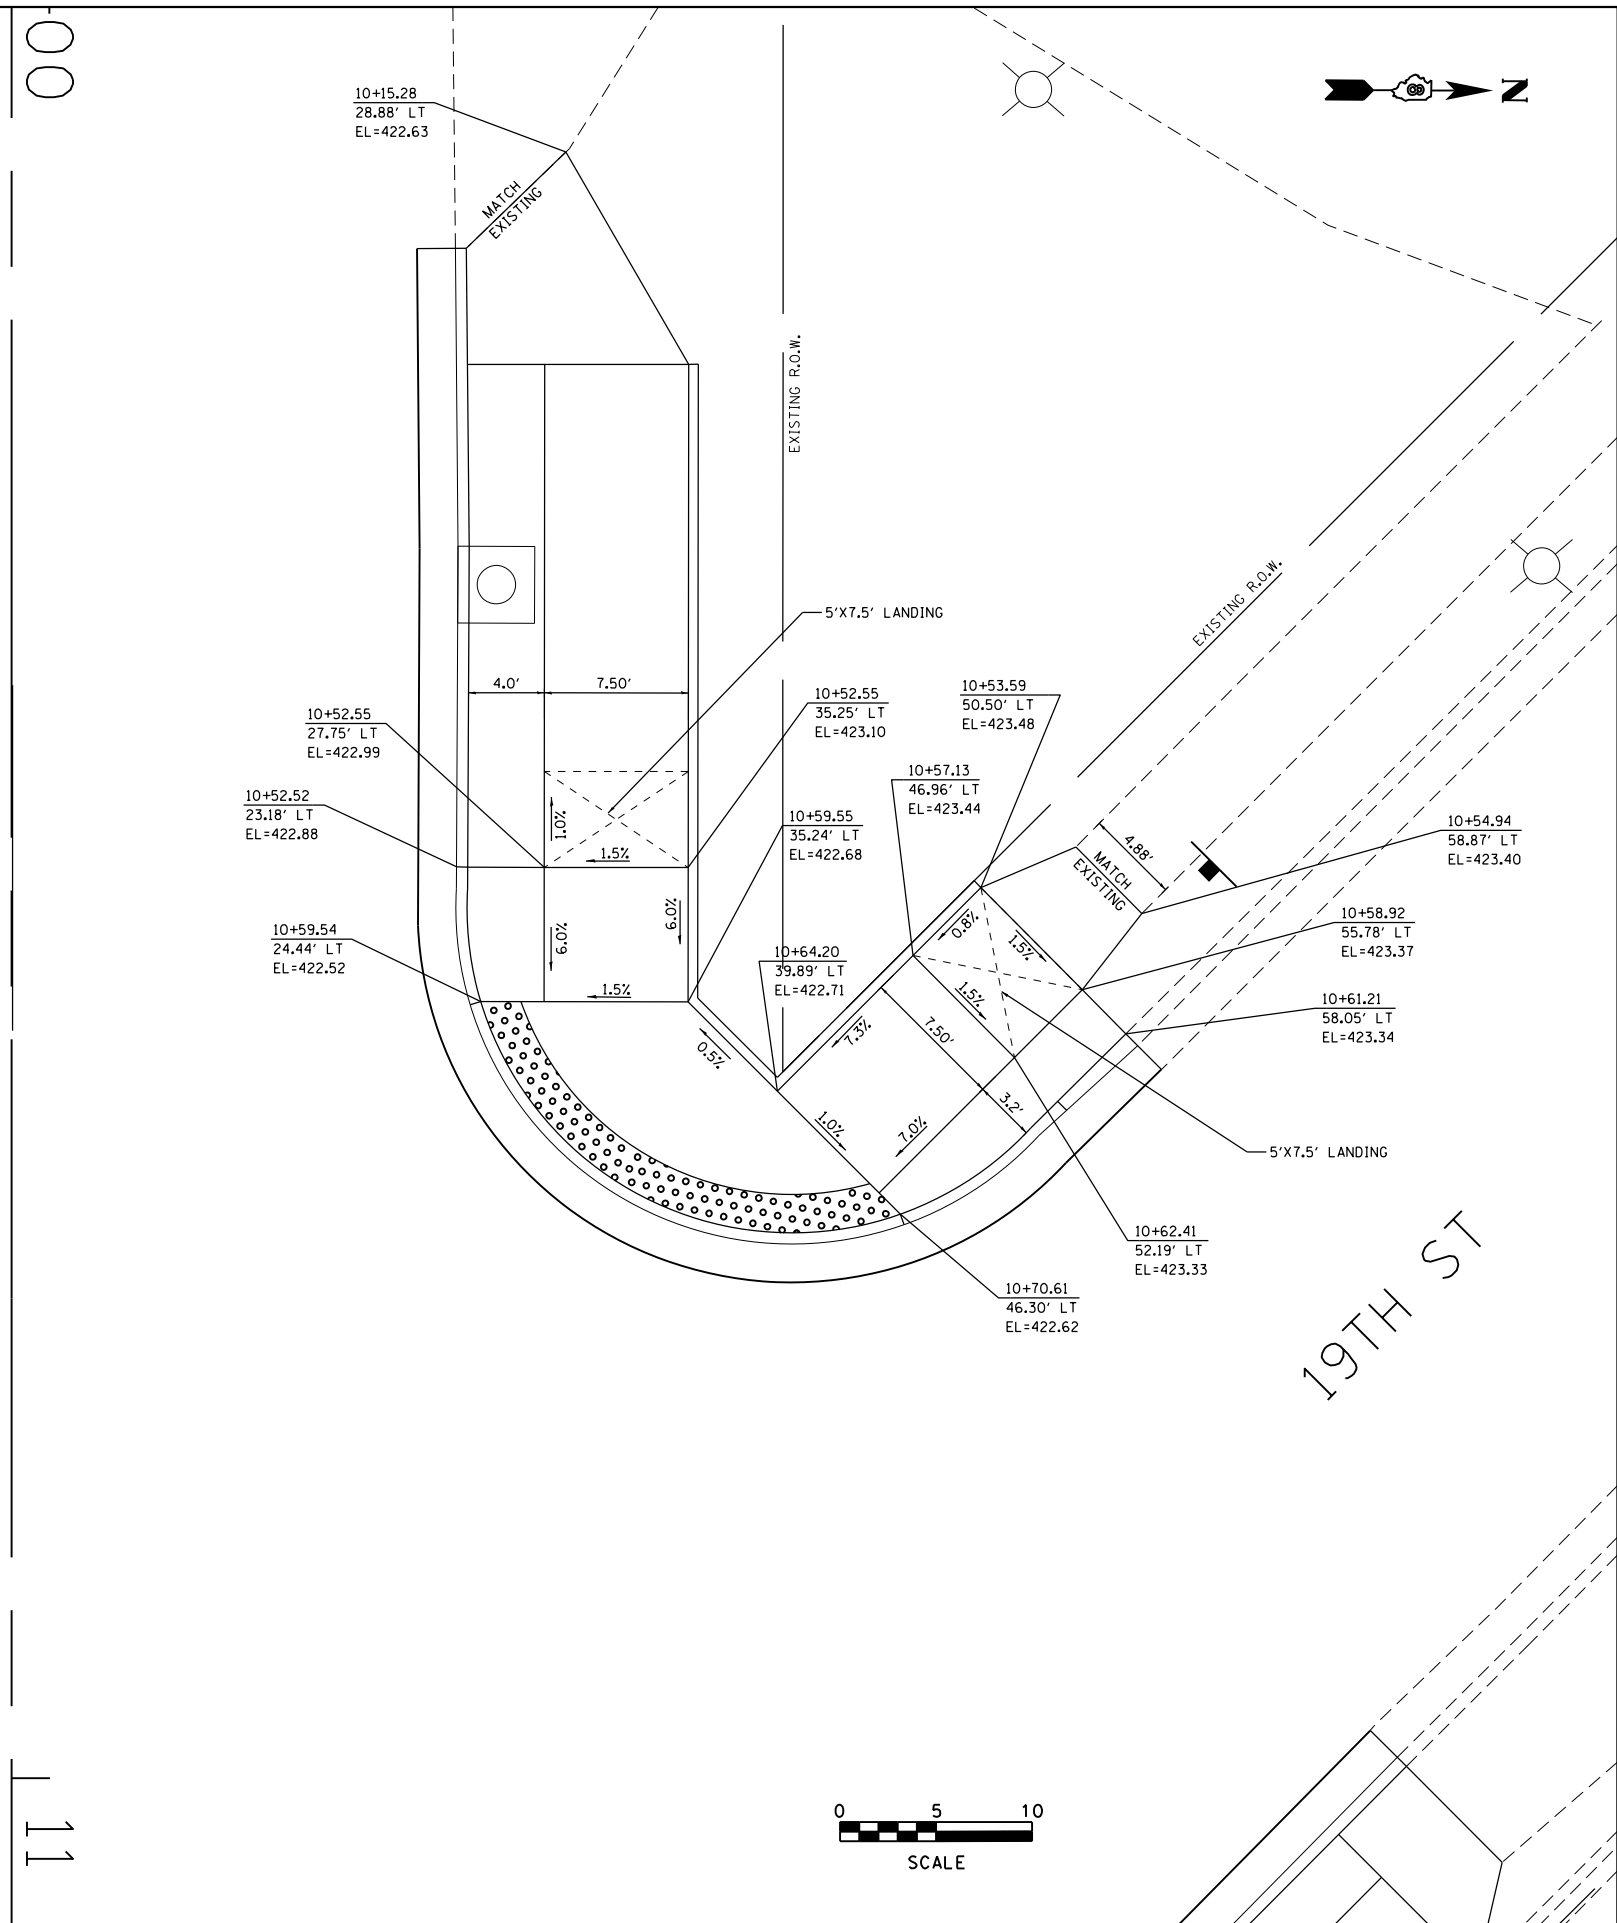 00
N
10+15.28
28.88' LT
EL=422.63
MATCH
EXISTING
EXISTING R.O.W.
EXISTING R.O.W.
5'X7.5' LANDING
4.0'
7.50'
10+52.55
35.25' LT
EL=423.10
10+53.59
50.50' LT
EL=423.48
10+52.55
27.75' LT
EL=422.99
10+57.13
46.96' LT
EL=423.44
10+52.52
23.18' LT
EL=422.88
1.0%
1.5%
10+59.55
35.24' LT
EL=422.68
10+54.94
58.87' LT
EL=423.40
4.88'
MATCH
EXISTING
10+59.54
24.44' LT
EL=422.52
6.0%
6.0%
1.5%
10+64.20
39.89' LT
EL=422.71
0.8%
1.5%
10+58.92
55.78' LT
EL=423.37
1.5%
10+61.21
58.05' LT
EL=423.34
0.5%
7.3%
7.50'
1.0%
7.0%
3.2'
5'X7.5' LANDING
10+62.41
52.19' LT
EL=423.33
10+70.61
46.30' LT
EL=422.62
19TH ST
0 5 10
SCALE
11